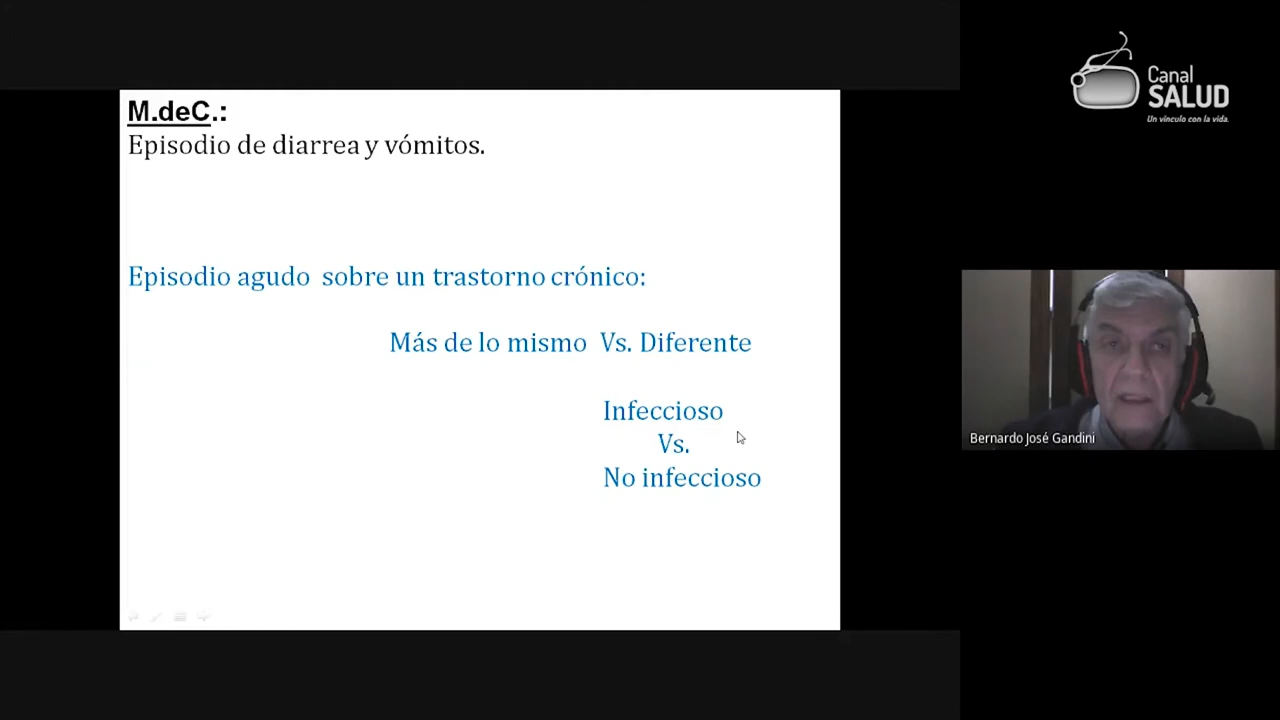 M.deC.:
Episodio de diarrea y vómitos.
Episodio agudo sobre un trastorno crónico:
Más de lo mismo Vs. Diferente
Infeccioso
Vs.
No infeccioso
Canal
SALUD
Un vínculo con la vida.
Bernardo José Gandini